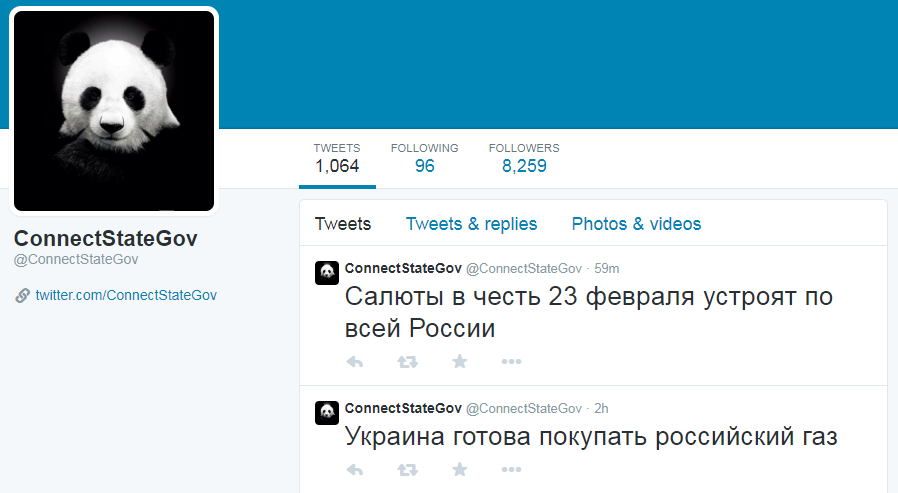 TWEETS FOLLOWING FOLLOWERS
1,064 96 8,259
ConnectStateGov
@ConnectStateGov
twitter.com/ConnectStateGov
Tweets Tweets & replies Photos & videos
ConnectStateGov @ConnectStateGov · 59m
Салюты в честь 23 февраля устроят по
всей России
ConnectStateGov @ConnectStateGov · 2h
Украина готова покупать российский газ